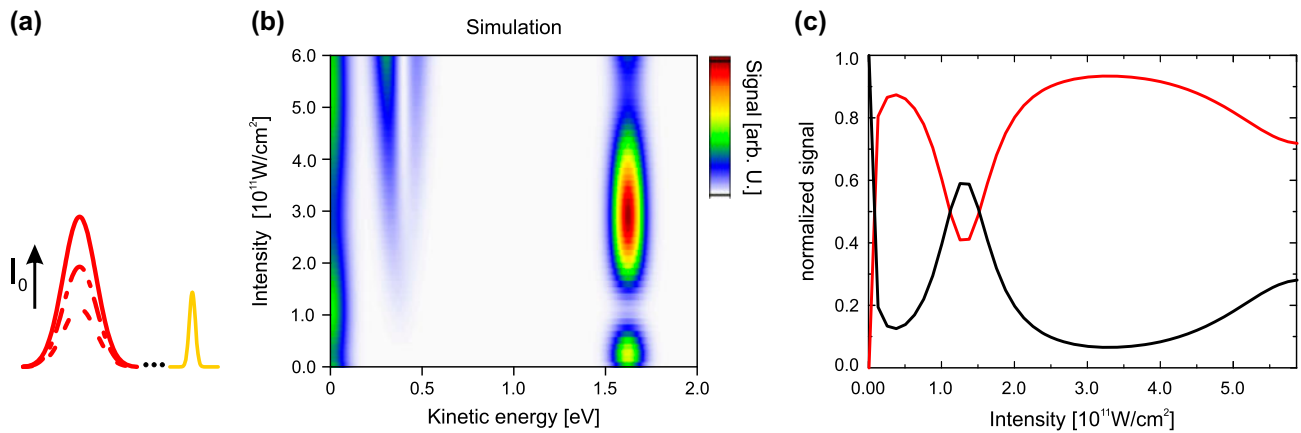 (a)
I₀
(b)
Simulation
Intensity [10¹¹W/cm²]
6.0
5.0
4.0
3.0
2.0
1.0
0.0
0
0.5
1.0
1.5
2.0
Kinetic energy [eV]
Signal [arb. U.]
(c)
normalized signal
1.0
0.8
0.6
0.4
0.2
0.0
0.00
1.0
2.0
3.0
4.0
5.0
Intensity [10¹¹W/cm²]